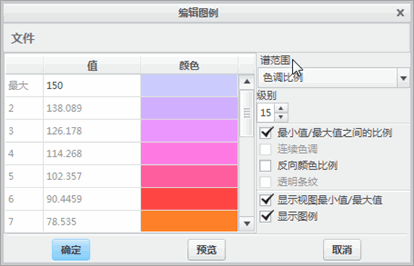 编辑图例
文件
值 颜色
最大 150
2 138.089
3 126.178
4 114.268
5 102.357
6 90.4459
7 78.535
谱范围
色调比例
级别
15
最小值/最大值之间的比例
连续色调
反向颜色比例
透明条纹
显示视图最小值/最大值
显示图例
确定 预览 取消